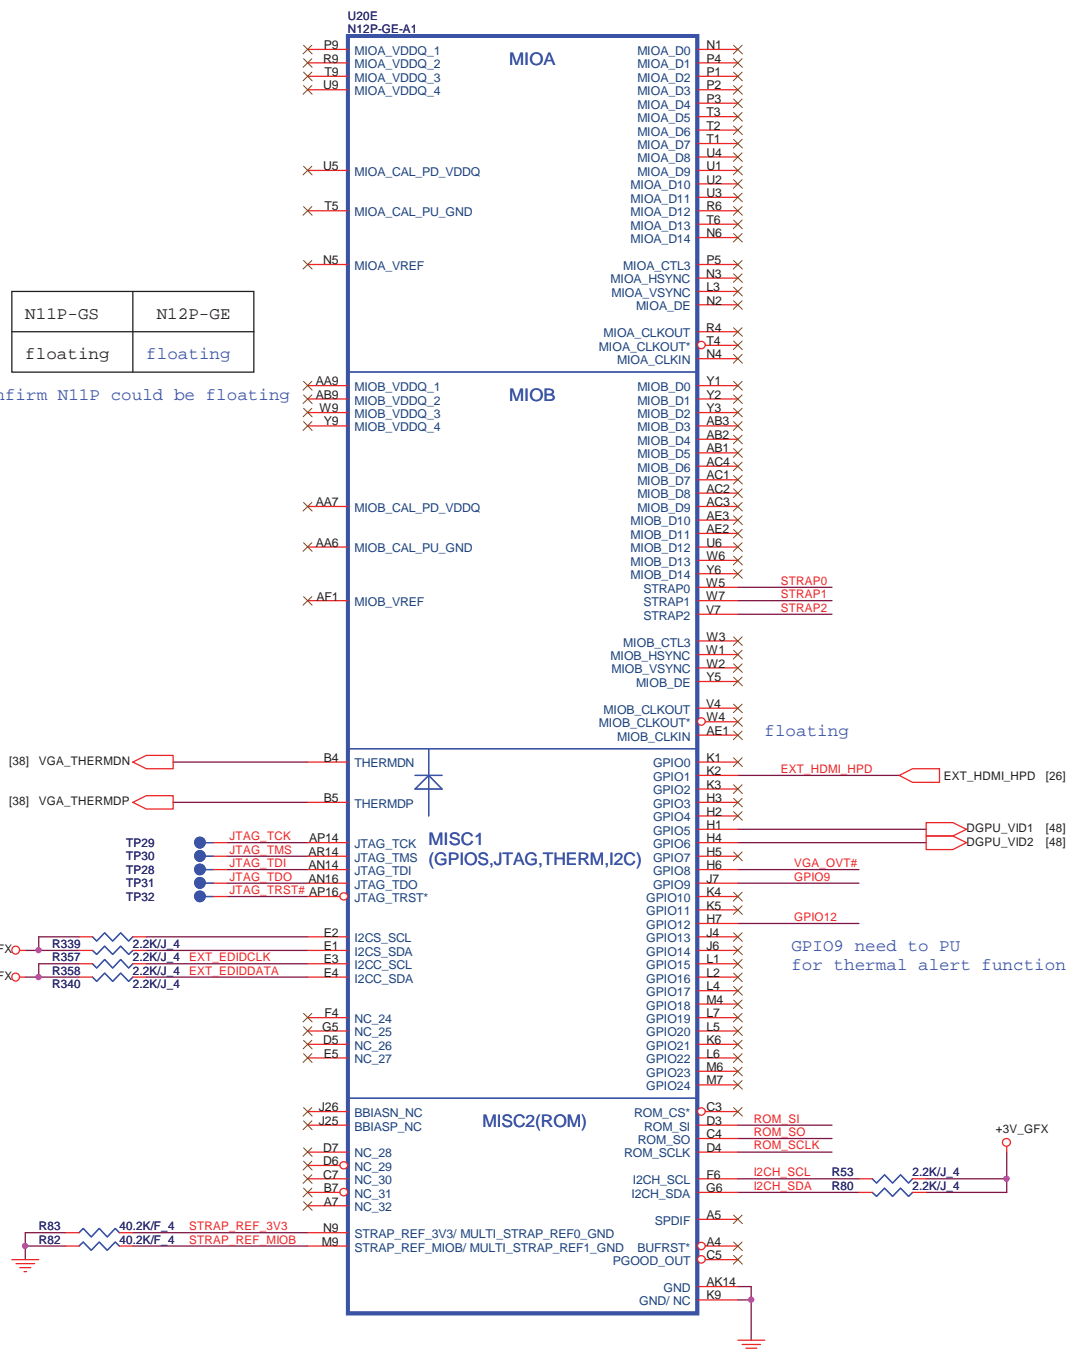 U20E
N12P-GE-A1
MIOA
P9 MIOA_VDDQ_1
R9 MIOA_VDDQ_2
T9 MIOA_VDDQ_3
U9 MIOA_VDDQ_4
U5 MIOA_CAL_PD_VDDQ
T5 MIOA_CAL_PU_GND
N5 MIOA_VREF
MIOA_D0 N1
MIOA_D1 P4
MIOA_D2 P1
MIOA_D3 P2
MIOA_D4 P3
MIOA_D5 T3
MIOA_D6 T2
MIOA_D7 T1
MIOA_D8 U4
MIOA_D9 U1
MIOA_D10 U2
MIOA_D11 U3
MIOA_D12 R6
MIOA_D13 T6
MIOA_D14 N6
MIOA_CTL3 P5
MIOA_HSYNC N3
MIOA_VSYNC L3
MIOA_DE N2
MIOA_CLKOUT R4
MIOA_CLKOUT* T4
MIOA_CLKIN N4
N11P-GS N12P-GE
floating floating
nfirm N11P could be floating
MIOB
AA9 MIOB_VDDQ_1
AB9 MIOB_VDDQ_2
W9 MIOB_VDDQ_3
Y9 MIOB_VDDQ_4
AA7 MIOB_CAL_PD_VDDQ
AA6 MIOB_CAL_PU_GND
AF1 MIOB_VREF
MIOB_D0 Y1
MIOB_D1 Y2
MIOB_D2 Y3
MIOB_D3 AB3
MIOB_D4 AB2
MIOB_D5 AB1
MIOB_D6 AC4
MIOB_D7 AC1
MIOB_D8 AC2
MIOB_D9 AC3
MIOB_D10 AE3
MIOB_D11 AE2
MIOB_D12 U6
MIOB_D13 W6
MIOB_D14 Y6
STRAP0 W5 STRAP0
STRAP1 W7 STRAP1
STRAP2 V7 STRAP2
MIOB_CTL3 W3
MIOB_HSYNC W1
MIOB_VSYNC W2
MIOB_DE Y5
MIOB_CLKOUT V4
MIOB_CLKOUT* W4
MIOB_CLKIN AE1
floating
MISC1
(GPIOS,JTAG,THERM,I2C)
[38] VGA_THERMDN B4 THERMDN
[38] VGA_THERMDP B5 THERMDP
TP29 JTAG_TCK AP14 JTAG_TCK
TP30 JTAG_TMS AR14 JTAG_TMS
TP28 JTAG_TDI AN14 JTAG_TDI
TP31 JTAG_TDO AN16 JTAG_TDO
TP32 JTAG_TRST# AP16 JTAG_TRST*
E2 I2CS_SCL
FX R339 2.2K/J_4 E1 I2CS_SDA
R357 2.2K/J_4 EXT_EDIDCLK E3 I2CC_SCL
FX R358 2.2K/J_4 EXT_EDIDDATA E4 I2CC_SDA
R340 2.2K/J_4
F4 NC_24
G5 NC_25
D5 NC_26
E5 NC_27
GPIO0 K1
GPIO1 K2 EXT_HDMI_HPD EXT_HDMI_HPD [26]
GPIO2 K3
GPIO3 H3
GPIO4 H2
GPIO5 H1 DGPU_VID1 [48]
GPIO6 H4 DGPU_VID2 [48]
GPIO7 H5
GPIO8 H6 VGA_OVT#
GPIO9 J7 GPIO9
GPIO10 K4
GPIO11 K5
GPIO12 H7 GPIO12
GPIO13 J4
GPIO14 J6
GPIO15 L1
GPIO16 L2
GPIO17 L4
GPIO18 M4
GPIO19 L7
GPIO20 L5
GPIO21 K6
GPIO22 L6
GPIO23 M6
GPIO24 M7
GPIO9 need to PU
for thermal alert function
MISC2(ROM)
J26 BBIASN_NC
J25 BBIASP_NC
D7 NC_28
D6 NC_29
C7 NC_30
B7 NC_31
A7 NC_32
R83 40.2K/F_4 STRAP_REF_3V3 N9 STRAP_REF_3V3/ MULTI_STRAP_REF0_GND
R82 40.2K/F_4 STRAP_REF_MIOB M9 STRAP_REF_MIOB/ MULTI_STRAP_REF1_GND
ROM_CS* C3
ROM_SI D3 ROM_SI
ROM_SO C4 ROM_SO
ROM_SCLK D4 ROM_SCLK
+3V_GFX
I2CH_SCL F6 I2CH_SCL R53 2.2K/J_4
I2CH_SDA G6 I2CH_SDA R80 2.2K/J_4
SPDIF A5
BUFRST* A4
PGOOD_OUT C5
GND AK14
GND/ NC K9